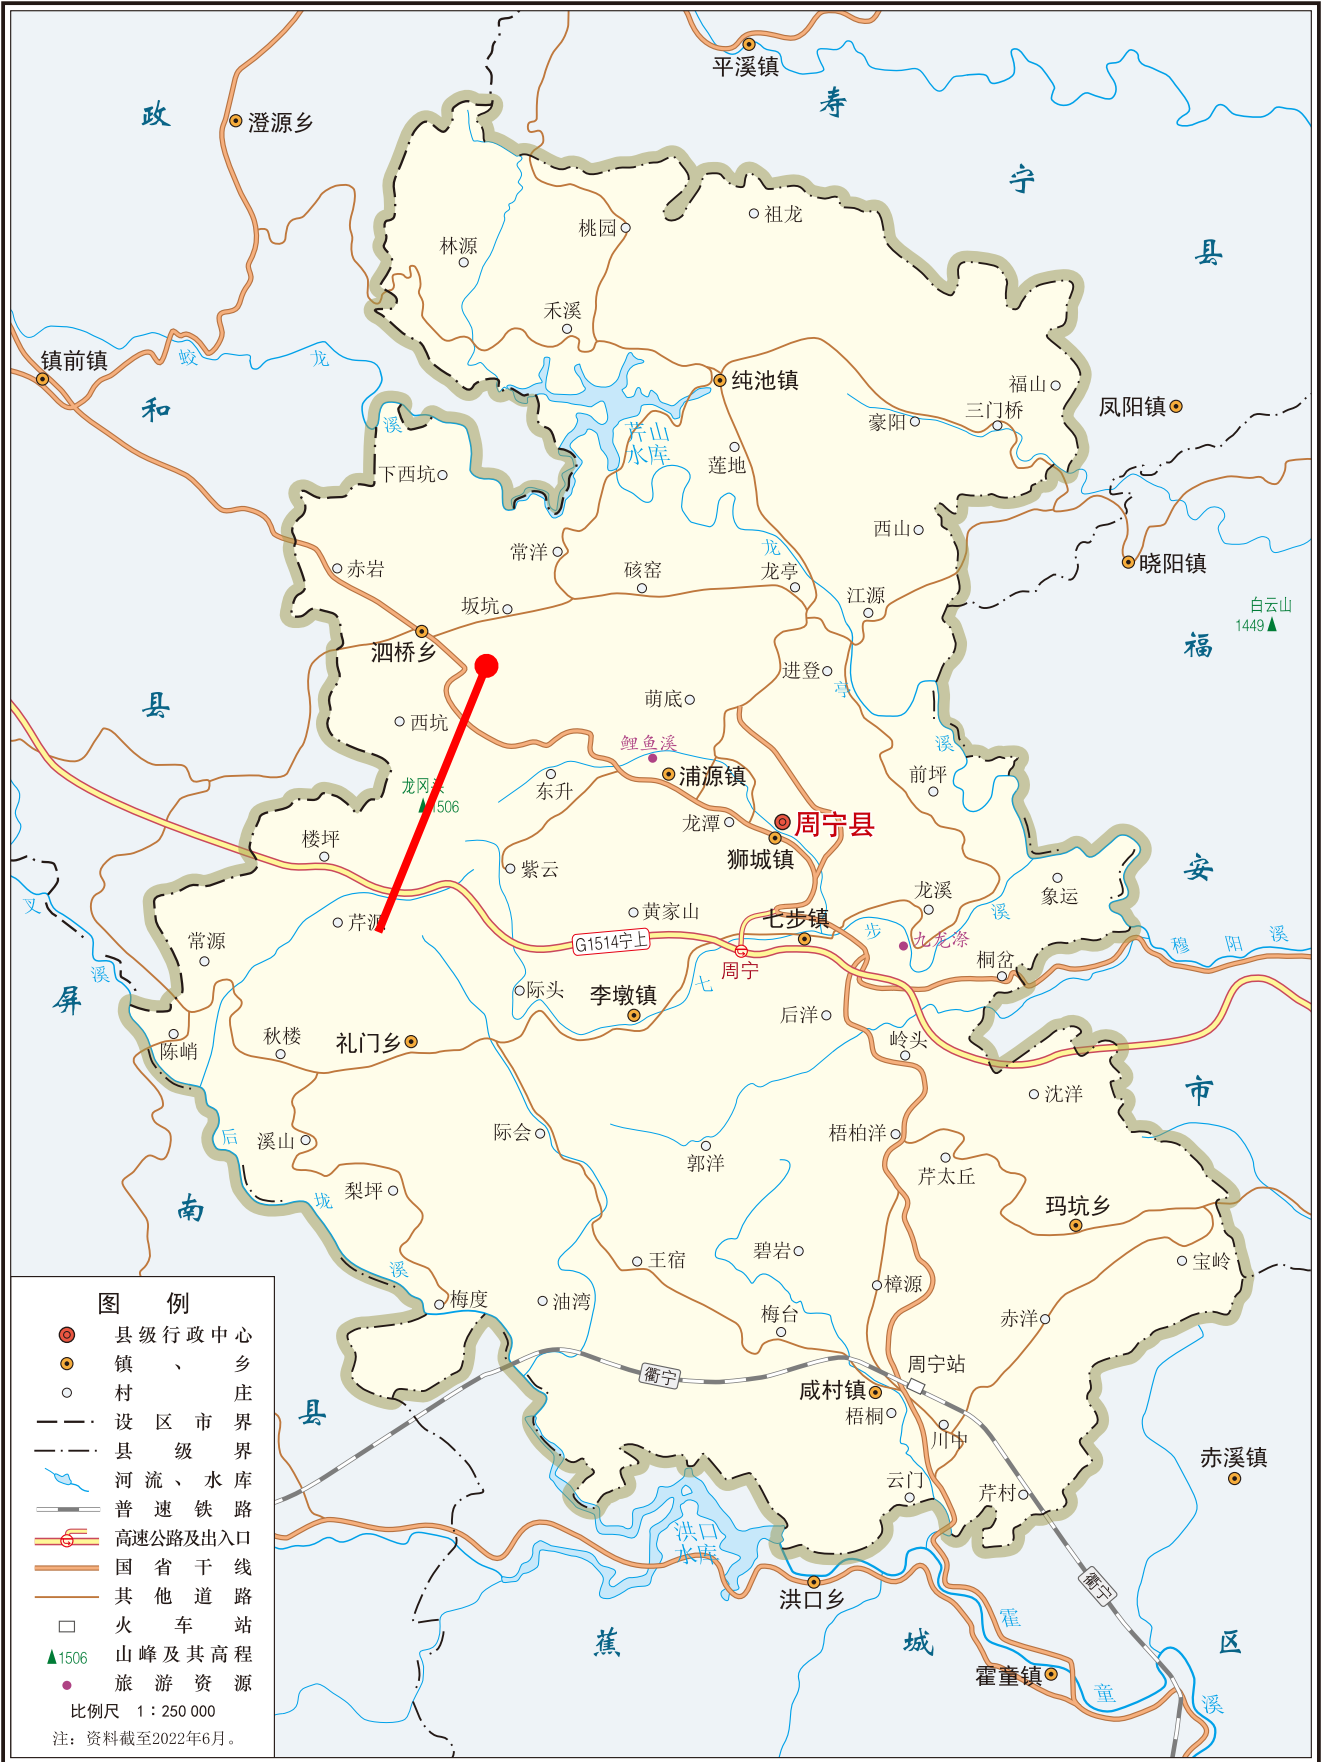 平溪镇
政
寿
澄源乡
宁
祖龙
桃园
林源
县
禾溪
蛟
龙
镇前镇
纯池镇
福山
和
三门桥
凤阳镇
豪阳
溪
芹山
水库
莲地
下西坑
西山
常洋
龙
晓阳镇
赤岩
硋窑
龙亭
江源
坂坑
白云山
1449
泗桥乡
福
进登
亭
萌底
县
西坑
鲤鱼溪
溪
浦源镇
前坪
东升
1506
龙潭
周宁县
楼坪
狮城镇
紫云
安
象运
龙溪
叉
黄家山
溪
七步镇
芹源
步
九龙漈
常源
G1514宁上
穆
阳
溪
桐岔
溪
周宁
七
际头
李墩镇
屏
后洋
秋楼
礼门乡
岭头
陈峭
市
沈洋
后
溪山
际会
梧柏洋
郭洋
芹太丘
梨坪
垅
南
玛坑乡
碧岩
王宿
宝岭
溪
樟源
梅度
油湾
梅台
赤洋
周宁站
衢宁
咸村镇
县
梧桐
川中
赤溪镇
云门
芹村
洪口
水库
衢宁
洪口乡
霍
蕉
城
区
霍童镇
童
溪
图 例
县级行政中心
镇、乡
村庄
设区市界
县级界
河流、水库
普速铁路
高速公路及出入口
国省干线
其他道路
火车站
1506 山峰及其高程
旅游资源
比例尺 1：250 000
注：资料截至2022年6月。